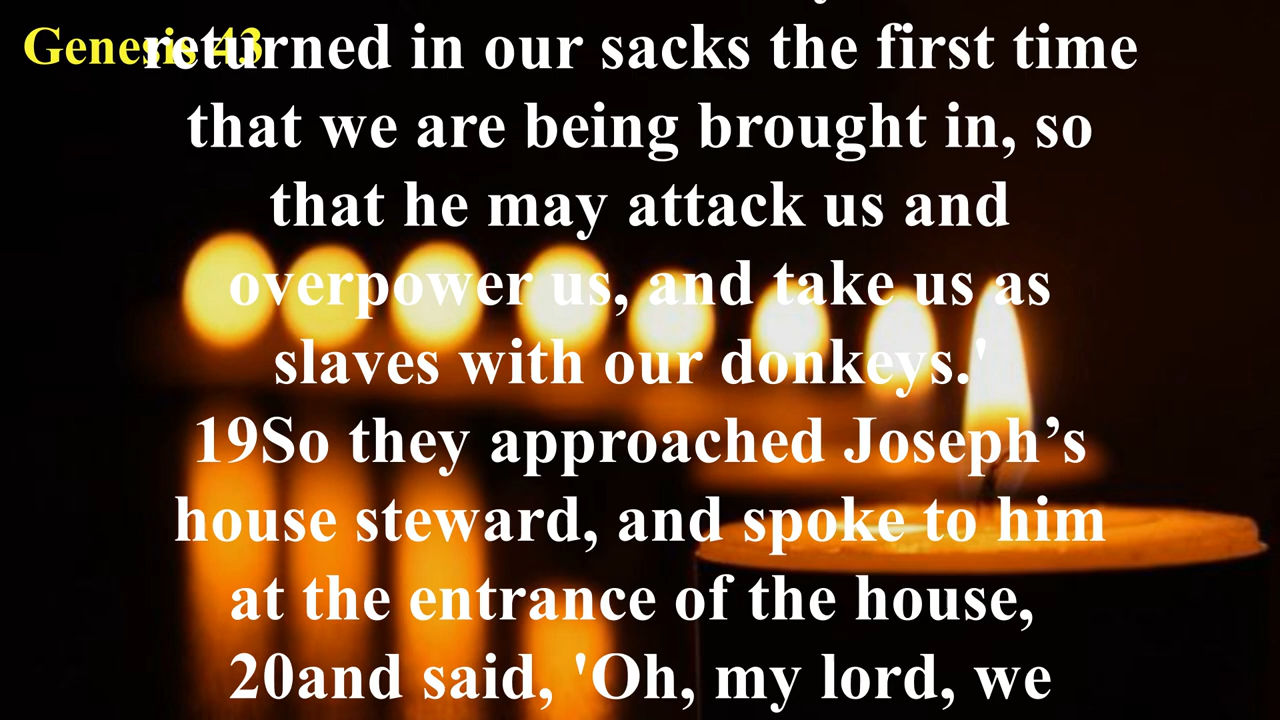 Genesis 43
returned in our sacks the first time
that we are being brought in, so
that he may attack us and
overpower us, and take us as
slaves with our donkeys.'
19So they approached Joseph’s
house steward, and spoke to him
at the entrance of the house,
20and said, 'Oh, my lord, we